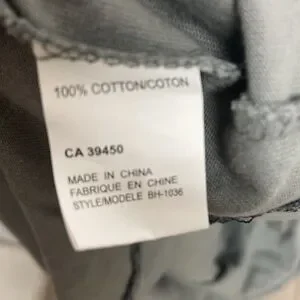 100% COTTON/COTON
CA 39450
MADE IN CHINA
FABRIQUE EN CHINE
STYLE/MODELE BH-1036